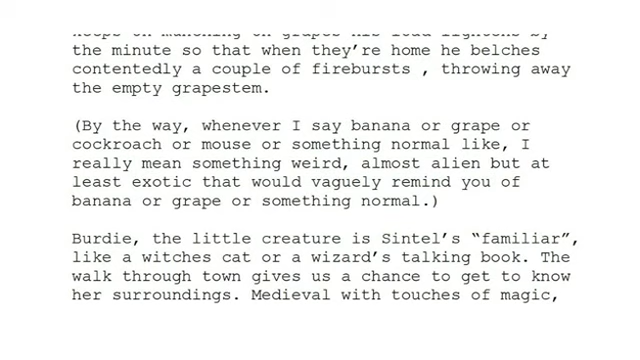 the minute so that when they're home he belches
contentedly a couple of firebursts , throwing away
the empty grapestem.
(By the way, whenever I say banana or grape or
cockroach or mouse or something normal like, I
really mean something weird, almost alien but at
least exotic that would vaguely remind you of
banana or grape or something normal.)
Burdie, the little creature is Sintel's “familiar”,
like a witches cat or a wizard's talking book. The
walk through town gives us a chance to get to know
her surroundings. Medieval with touches of magic,